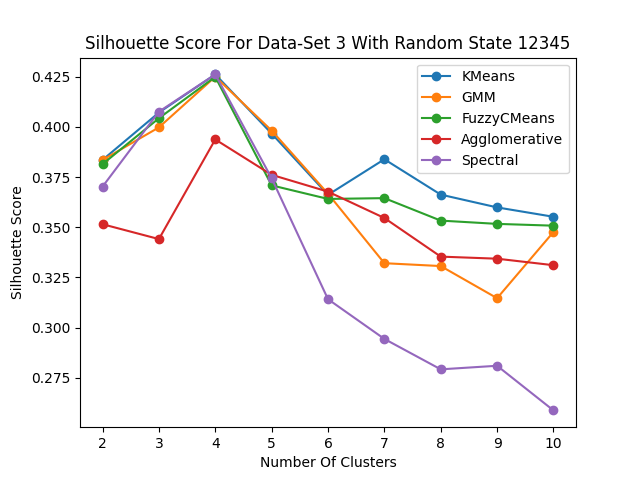 Silhouette Score For Data-Set 3 With Random State 12345
Silhouette Score
0.425
0.400
0.375
0.350
0.325
0.300
0.275
KMeans
GMM
FuzzyCMeans
Agglomerative
Spectral
2 3 4 5 6 7 8 9 10
Number Of Clusters